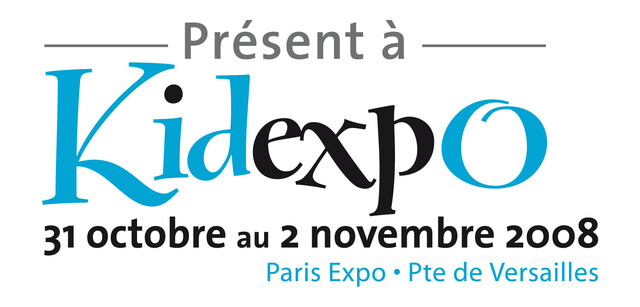 Présent à
Kidexpo
31 octobre au 2 novembre 2008
Paris Expo • Pte de Versailles